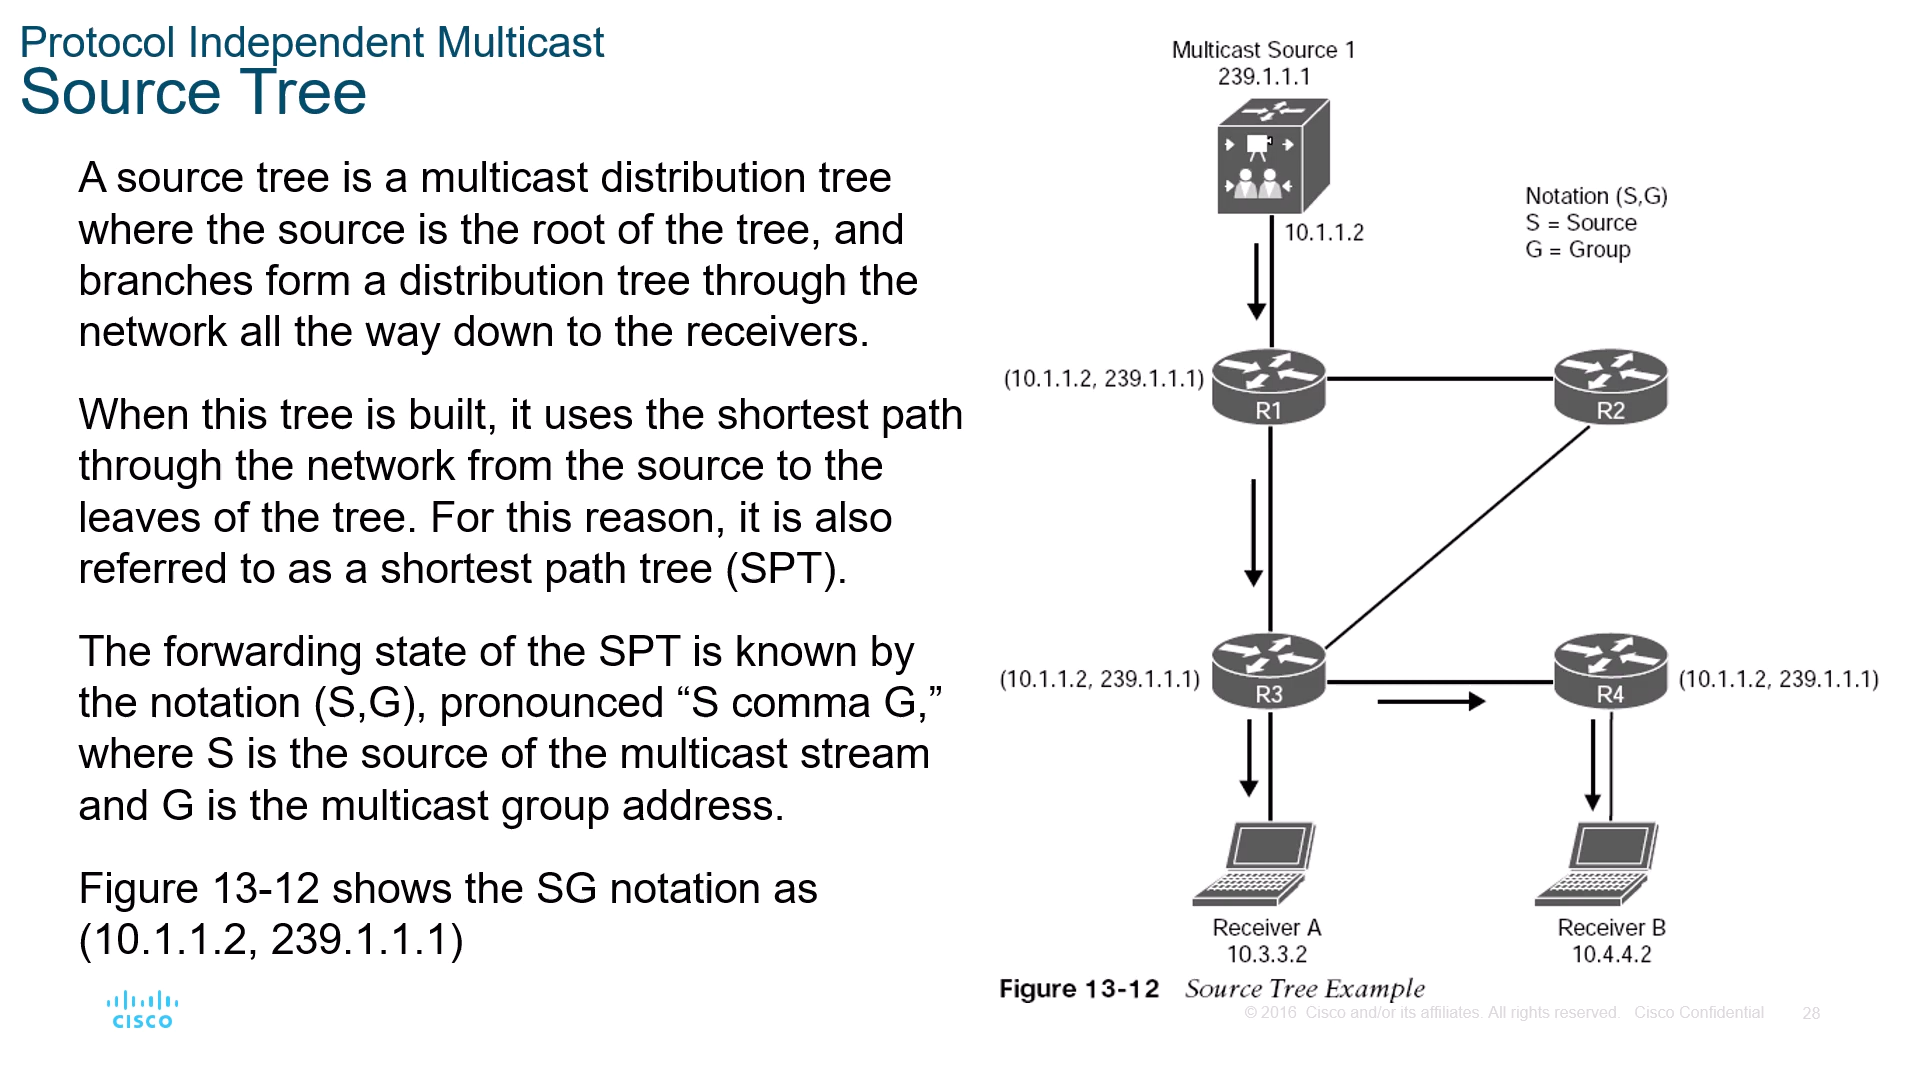 Protocol Independent Multicast
Source Tree
A source tree is a multicast distribution tree
where the source is the root of the tree, and
branches form a distribution tree through the
network all the way down to the receivers.
When this tree is built, it uses the shortest path
through the network from the source to the
leaves of the tree. For this reason, it is also
referred to as a shortest path tree (SPT).
The forwarding state of the SPT is known by
the notation (S,G), pronounced “S comma G,”
where S is the source of the multicast stream
and G is the multicast group address.
Figure 13-12 shows the SG notation as
(10.1.1.2, 239.1.1.1)
Multicast Source 1
239.1.1.1
10.1.1.2
Notation (S,G)
S = Source
G = Group
(10.1.1.2, 239.1.1.1)
R1
R2
(10.1.1.2, 239.1.1.1)
R3
R4
(10.1.1.2, 239.1.1.1)
Receiver A
10.3.3.2
Receiver B
10.4.4.2
Figure 13-12 Source Tree Example
CISCO
© 2016 Cisco and/or its affiliates. All rights reserved. Cisco Confidential
28